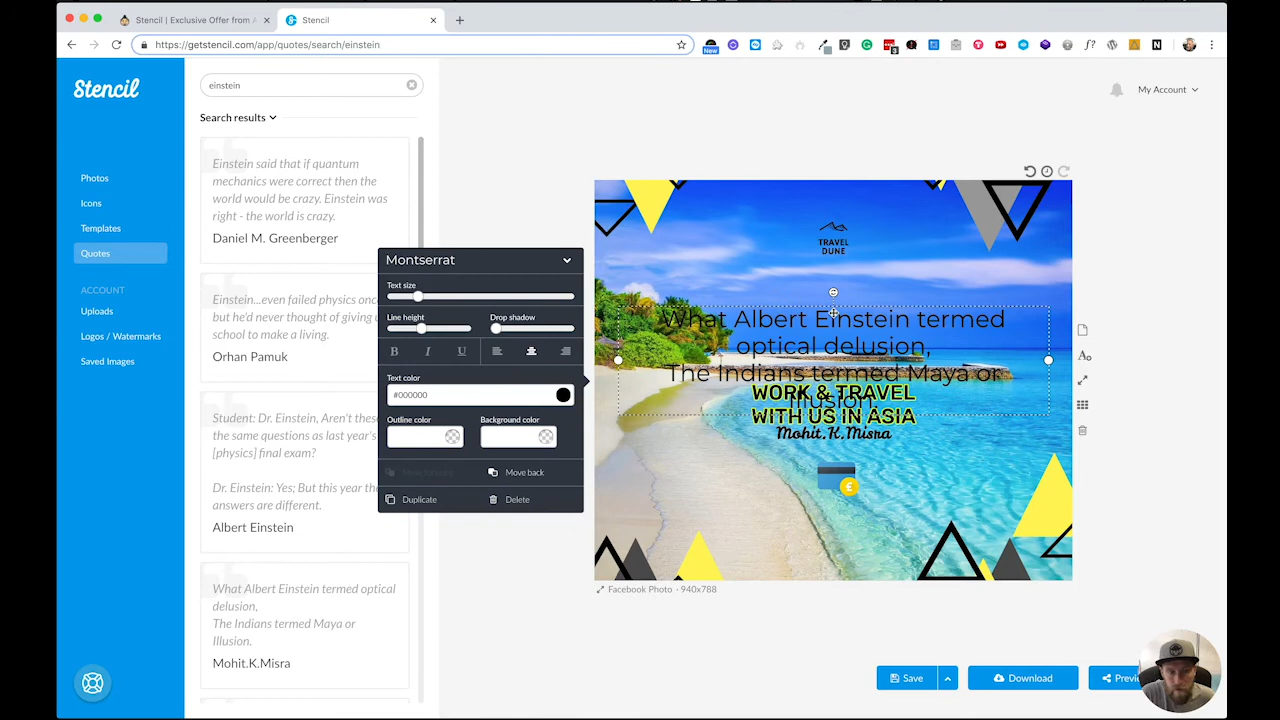 Stencil | Exclusive Offer from A
Stencil
https://getstencil.com/app/quotes/search/einstein
New
3
f?
N
Stencil
einstein
My Account
Search results
Photos
Icons
Templates
Quotes
ACCOUNT
Uploads
Logos / Watermarks
Saved Images
Einstein said that if quantum
mechanics were correct then the
world would be crazy. Einstein was
right - the world is crazy.
Daniel M. Greenberger
Einstein...even failed physics once
but he'd never thought of giving
school to make a living.
Orhan Pamuk
Student: Dr. Einstein, Aren't these
the same questions as last year's
[physics] final exam?
Dr. Einstein: Yes; But this year the
answers are different.
Albert Einstein
What Albert Einstein termed optical
delusion,
The Indians termed Maya or
Illusion.
Mohit.K.Misra
Montserrat
Text size
Line height
Drop shadow
B I U
Text color
#000000
Outline color
Background color
Move forward
Move back
Duplicate
Delete
TRAVEL
DUNE
What Albert Einstein termed
optical delusion,
The Indians termed Maya or
Illusion.
WORK & TRAVEL
WITH US IN ASIA
Mohit.K.Misra
£
Aa
Facebook Photo - 940x788
Save
Download
Previ